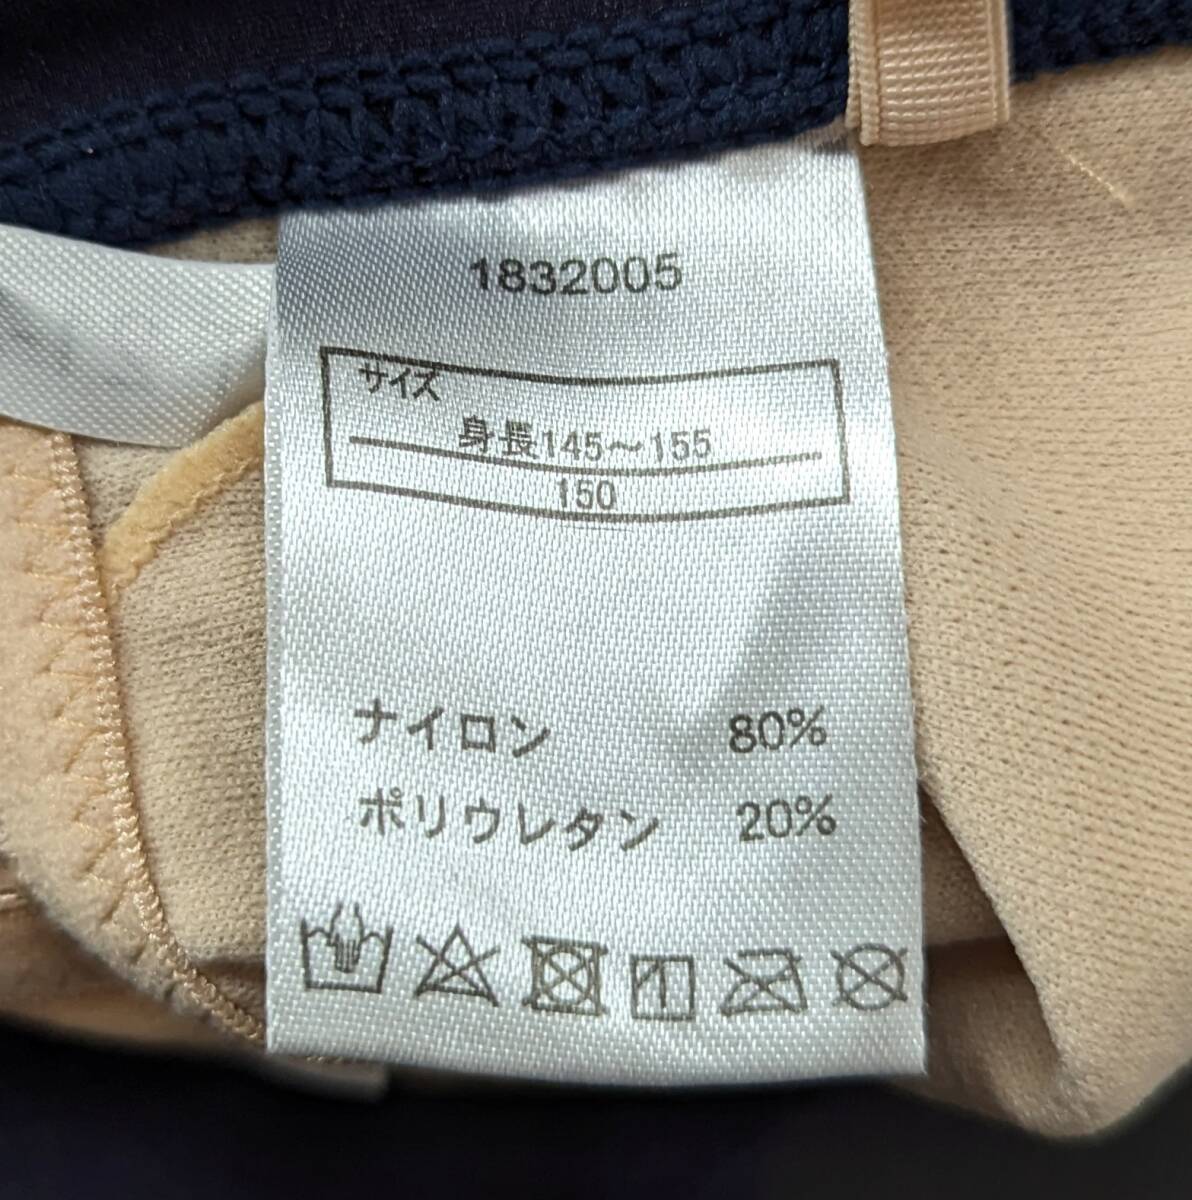 1832005
サイズ
身長145～155
150
ナイロン 80%
ポリウレタン 20%